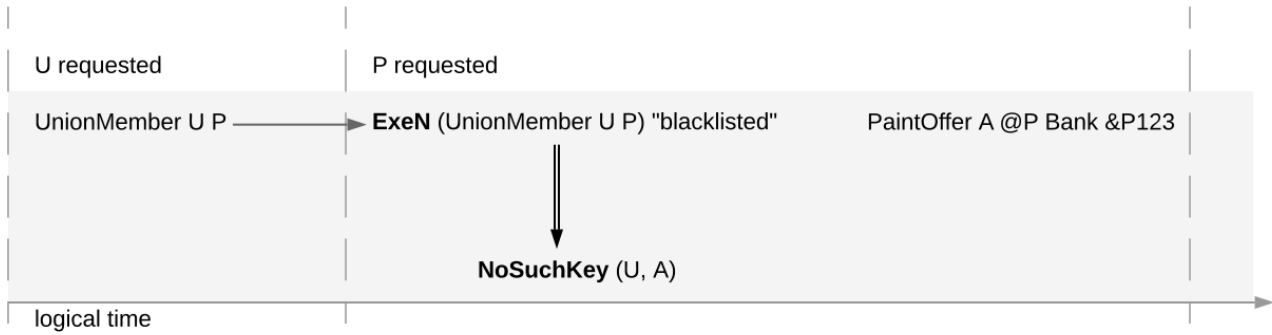 U requested
P requested
UnionMember U P
ExeN (UnionMember U P) "blacklisted"
PaintOffer A @P Bank &P123
NoSuchKey (U, A)
logical time